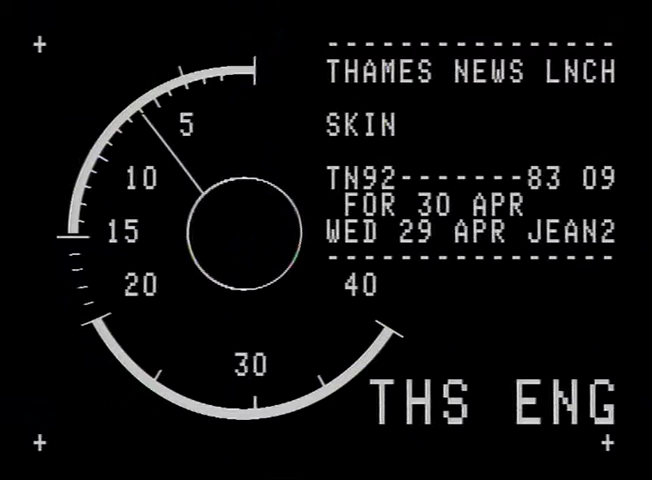 THAMES NEWS LNCH
SKIN
TN92-------83 09
FOR 30 APR
WED 29 APR JEAN2
5
10
15
20
30
40
THS ENG